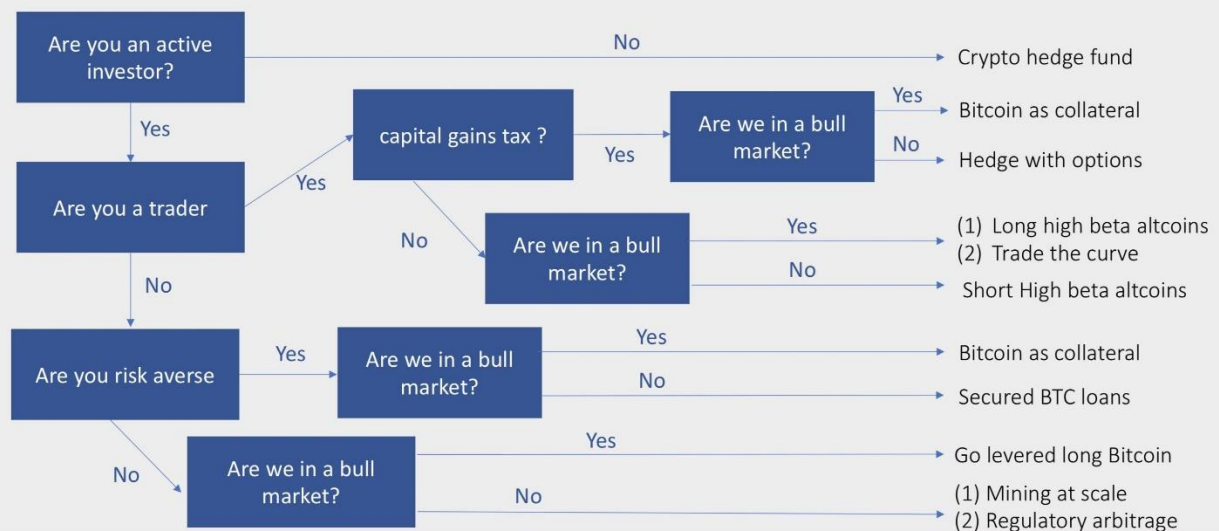 Are you an active
investor?
No
Crypto hedge fund
Yes
capital gains tax ?
Yes
Are we in a bull
market?
Yes
Bitcoin as collateral
No
Hedge with options
Are you a trader
Yes
No
Are we in a bull
market?
Yes
(1) Long high beta altcoins
(2) Trade the curve
No
Short High beta altcoins
No
Are you risk averse
Yes
Are we in a bull
market?
Yes
Bitcoin as collateral
No
Secured BTC loans
No
Are we in a bull
market?
Yes
Go levered long Bitcoin
No
(1) Mining at scale
(2) Regulatory arbitrage